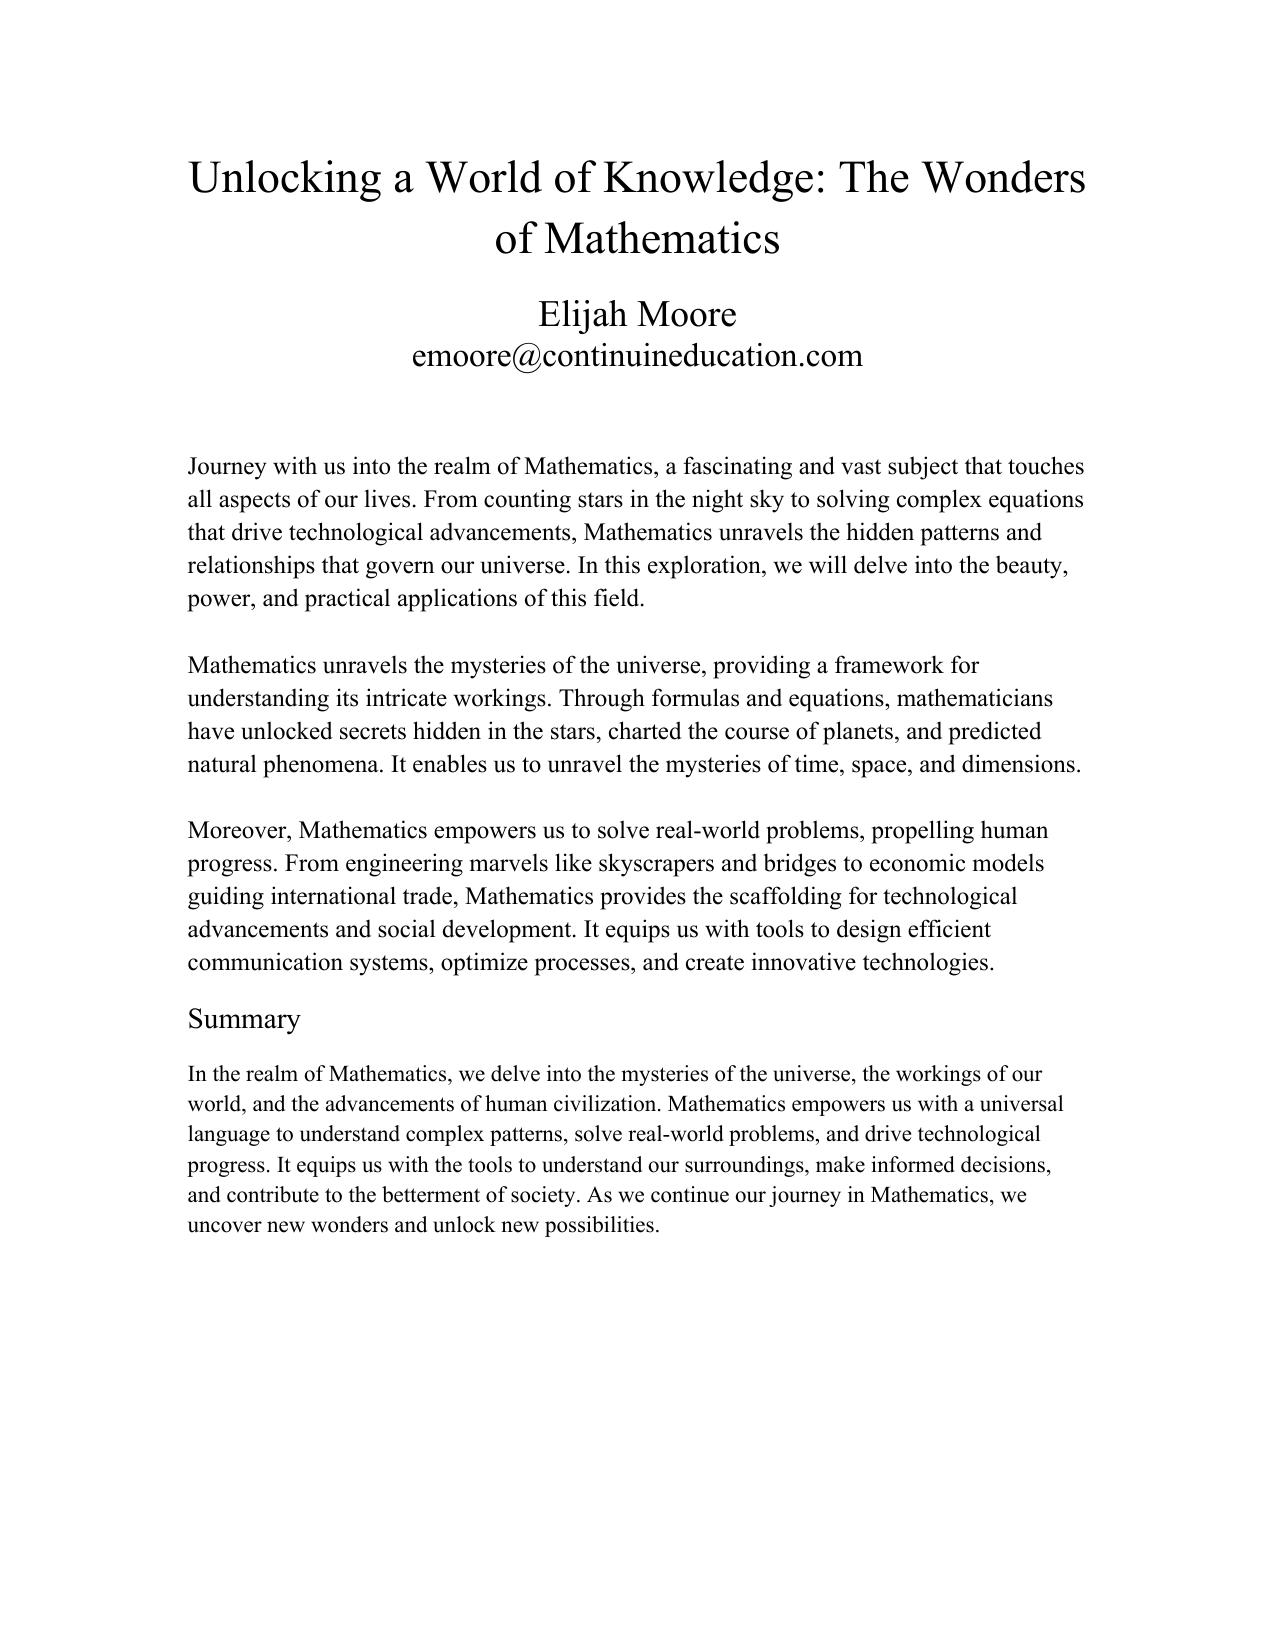 Unlocking a World of Knowledge: The Wonders
of Mathematics
Elijah Moore
emoore@continuineducation.com
Journey with us into the realm of Mathematics, a fascinating and vast subject that touches
all aspects of our lives. From counting stars in the night sky to solving complex equations
that drive technological advancements, Mathematics unravels the hidden patterns and
relationships that govern our universe. In this exploration, we will delve into the beauty,
power, and practical applications of this field.
Mathematics unravels the mysteries of the universe, providing a framework for
understanding its intricate workings. Through formulas and equations, mathematicians
have unlocked secrets hidden in the stars, charted the course of planets, and predicted
natural phenomena. It enables us to unravel the mysteries of time, space, and dimensions.
Moreover, Mathematics empowers us to solve real-world problems, propelling human
progress. From engineering marvels like skyscrapers and bridges to economic models
guiding international trade, Mathematics provides the scaffolding for technological
advancements and social development. It equips us with tools to design efficient
communication systems, optimize processes, and create innovative technologies.
Summary
In the realm of Mathematics, we delve into the mysteries of the universe, the workings of our
world, and the advancements of human civilization. Mathematics empowers us with a universal
language to understand complex patterns, solve real-world problems, and drive technological
progress. It equips us with the tools to understand our surroundings, make informed decisions,
and contribute to the betterment of society. As we continue our journey in Mathematics, we
uncover new wonders and unlock new possibilities.